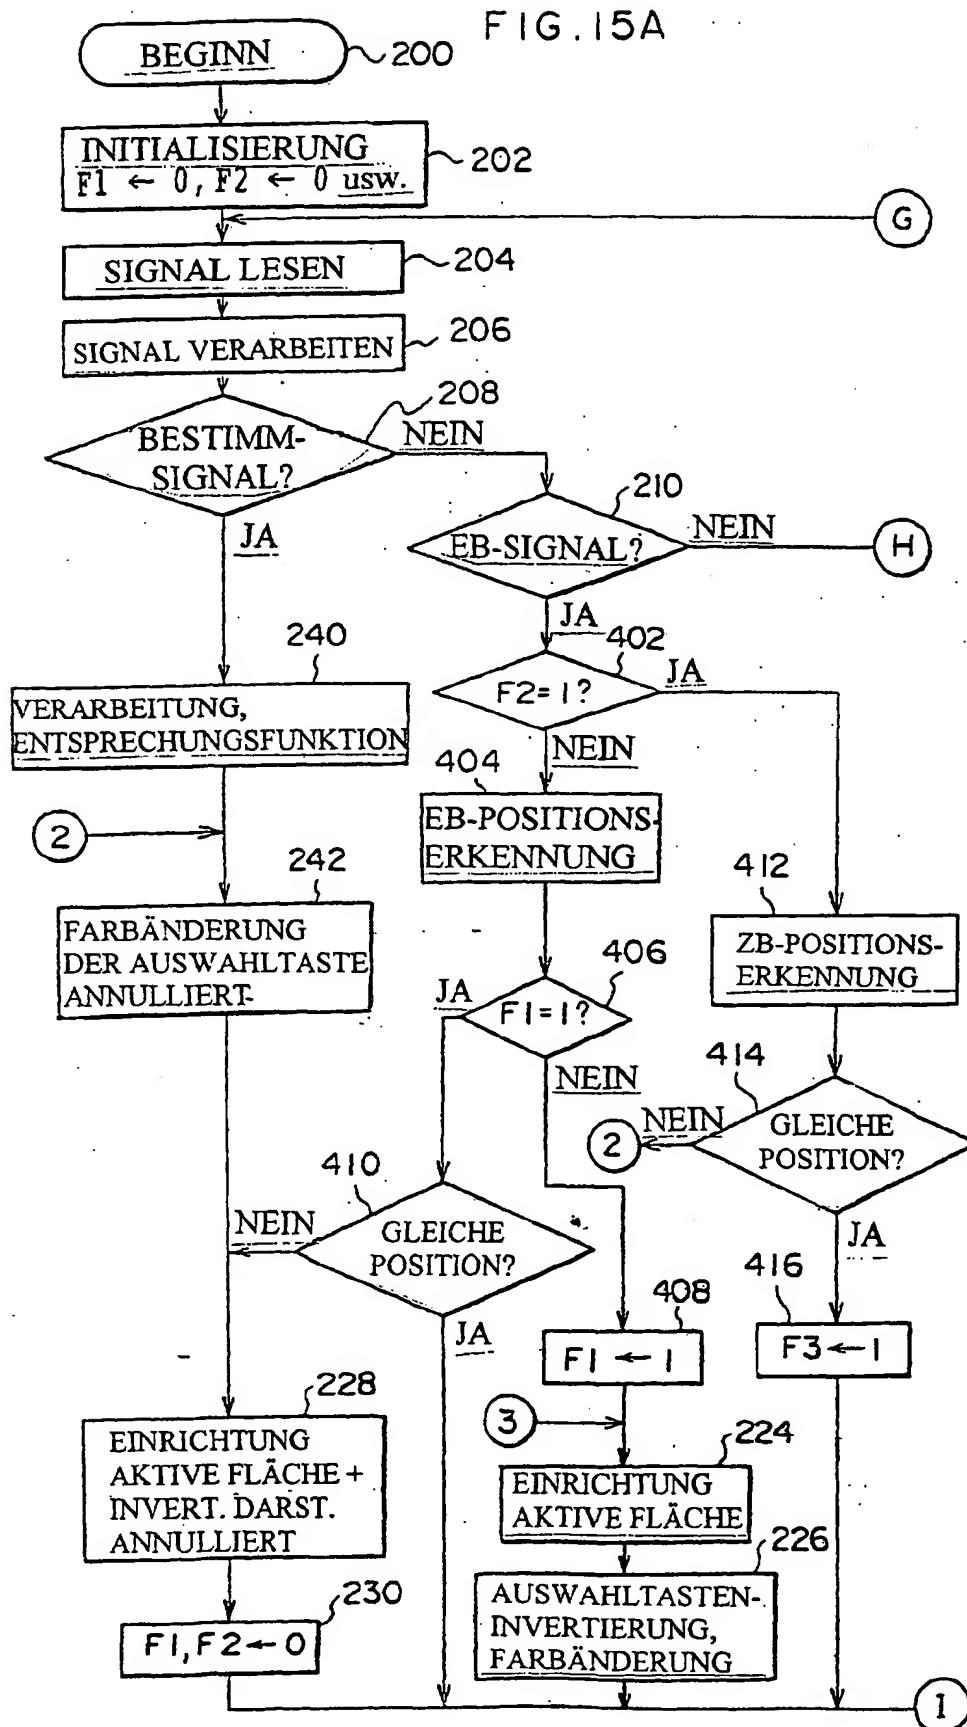 FIG.15A
BEGINN
200
INITIALISIERUNG
F1 ← 0, F2 ← 0 usw.
202
G
SIGNAL LESEN
204
SIGNAL VERARBEITEN
206
208
BESTIMM-
SIGNAL?
NEIN
JA
210
EB-SIGNAL?
NEIN
H
JA
402
F2=1?
JA
NEIN
240
VERARBEITUNG,
ENTSPRECHUNGSFUNKTION
404
EB-POSITIONS-
ERKENNUNG
2
242
FARBÄNDERUNG
DER AUSWAHLTASTE
ANNULLIERT
412
ZB-POSITIONS-
ERKENNUNG
406
F1=1?
JA
NEIN
414
GLEICHE
POSITION?
NEIN
2
JA
410
GLEICHE
POSITION?
NEIN
JA
408
F1 ← 1
416
F3 ← 1
3
228
EINRICHTUNG
AKTIVE FLÄCHE +
INVERT. DARST.
ANNULLIERT
224
EINRICHTUNG
AKTIVE FLÄCHE
226
AUSWAHLTASTEN-
INVERTIERUNG,
FARBÄNDERUNG
230
F1, F2 ← 0
1